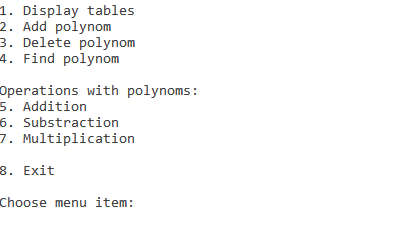 1. Display tables
2. Add polynom
3. Delete polynom
4. Find polynom
Operations with polynoms:
5. Addition
6. Substraction
7. Multiplication
8. Exit
Choose menu item: